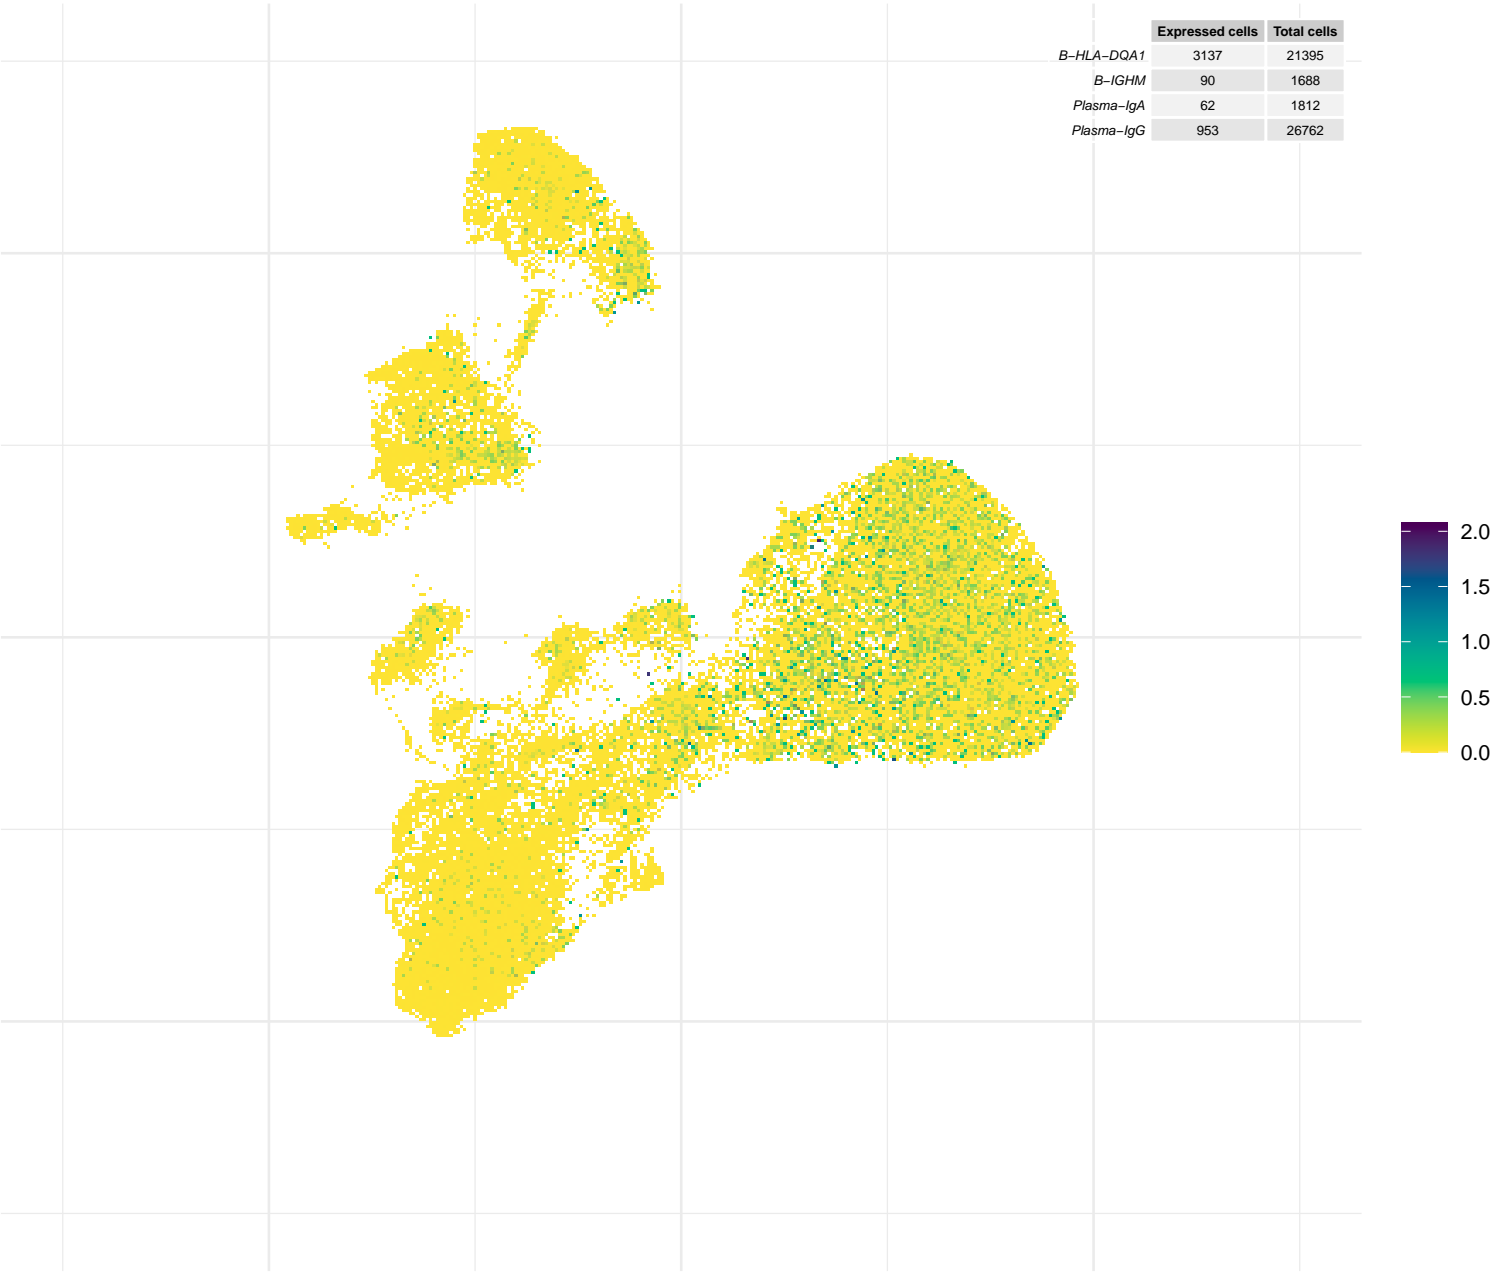 Expressed cells Total cells
B−HLA−DQA1 3137 21395
B−IGHM 90 1688
Plasma−IgA 62 1812
Plasma−IgG 953 26762
2.0
1.5
1.0
0.5
0.0